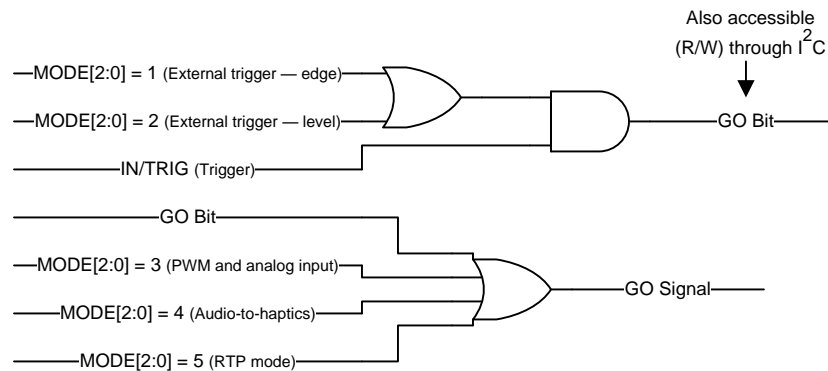 Also accessible
(R/W) through I2C
MODE[2:0] = 1 (External trigger — edge)
MODE[2:0] = 2 (External trigger — level)
GO Bit
IN/TRIG (Trigger)
GO Bit
MODE[2:0] = 3 (PWM and analog input)
GO Signal
MODE[2:0] = 4 (Audio-to-haptics)
MODE[2:0] = 5 (RTP mode)